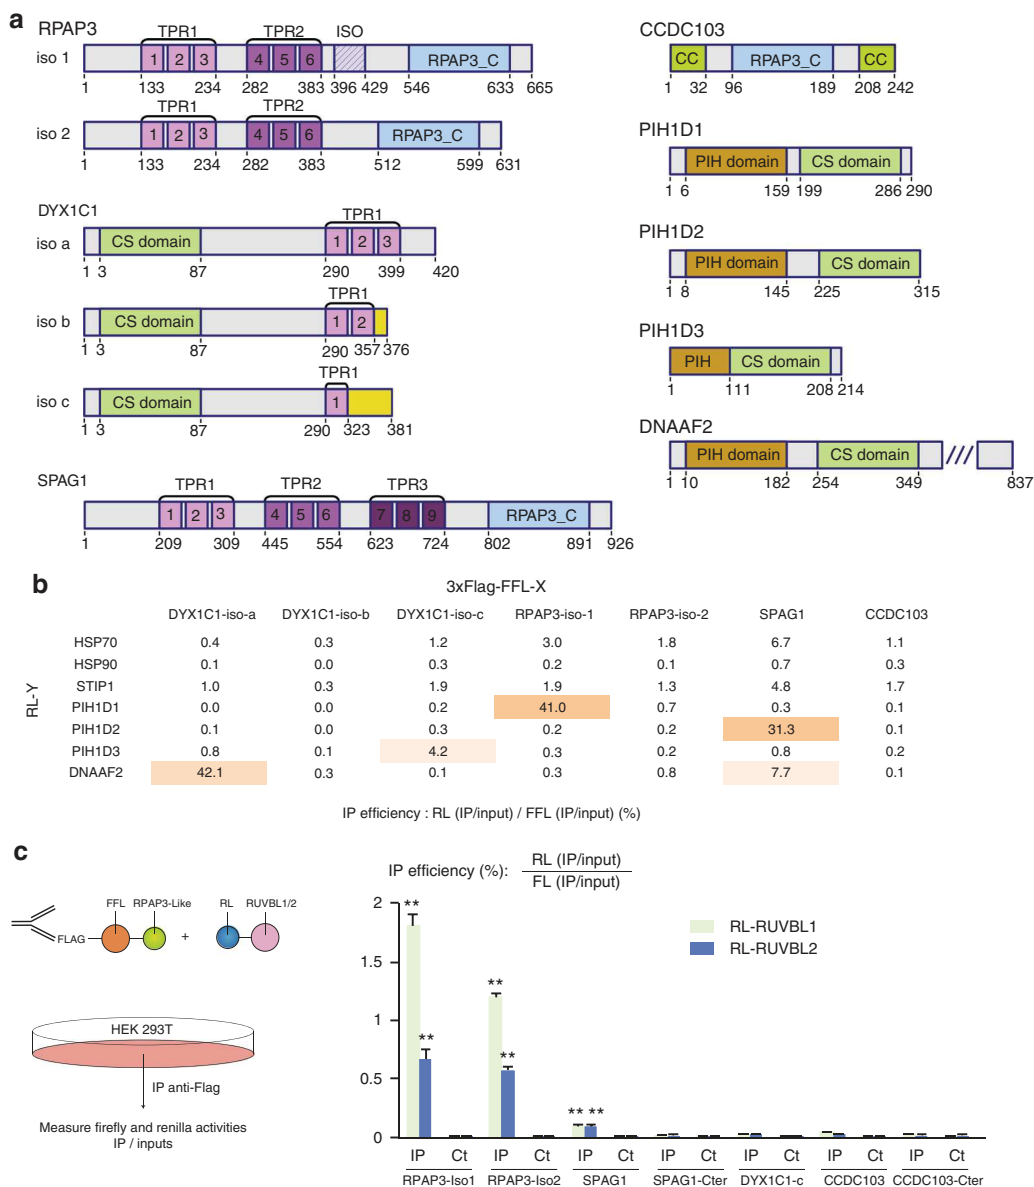 a
RPAP3
iso 1
TPR1 TPR2 ISO
1 2 3 4 5 6 RPAP3_C
1 133 234 282 383 396 429 546 633 665
iso 2
TPR1 TPR2
1 2 3 4 5 6 RPAP3_C
1 133 234 282 383 512 599 631
DYX1C1
iso a
TPR1
CS domain 1 2 3
1 3 87 290 399 420
iso b
TPR1
CS domain 1 2
1 3 87 290 357 376
iso c
TPR1
CS domain 1
1 3 87 290 323 381
SPAG1
TPR1 TPR2 TPR3
1 2 3 4 5 6 7 8 9 RPAP3_C
1 209 309 445 554 623 724 802 891 926
CCDC103
CC RPAP3_C CC
1 32 96 189 208 242
PIH1D1
PIH domain CS domain
1 6 159 199 286 290
PIH1D2
PIH domain CS domain
1 8 145 225 315
PIH1D3
PIH CS domain
1 111 208 214
DNAAF2
PIH domain CS domain ///
1 10 182 254 349 837
b
3xFlag-FFL-X
DYX1C1-iso-a DYX1C1-iso-b DYX1C1-iso-c RPAP3-iso-1 RPAP3-iso-2 SPAG1 CCDC103
RL-Y
HSP70 0.4 0.3 1.2 3.0 1.8 6.7 1.1
HSP90 0.1 0.0 0.3 0.2 0.1 0.7 0.3
STIP1 1.0 0.3 1.9 1.9 1.3 4.8 1.7
PIH1D1 0.0 0.0 0.2 41.0 0.7 0.3 0.1
PIH1D2 0.1 0.0 0.3 0.2 0.2 31.3 0.1
PIH1D3 0.8 0.1 4.2 0.3 0.2 0.8 0.2
DNAAF2 42.1 0.3 0.1 0.3 0.8 7.7 0.1
IP efficiency : RL (IP/input) / FFL (IP/input) (%)
c
FFL RPAP3-Like RL RUVBL1/2
FLAG +
HEK 293T
IP anti-Flag
Measure firefly and renilla activities
IP / inputs
IP efficiency (%): RL (IP/input)
FL (IP/input)
2
1.5
1
0.5
0
** ** ** ** ** **
RL-RUVBL1
RL-RUVBL2
IP Ct IP Ct IP Ct IP Ct IP Ct IP Ct IP Ct
RPAP3-Iso1 RPAP3-Iso2 SPAG1 SPAG1-Cter DYX1C1-c CCDC103 CCDC103-Cter